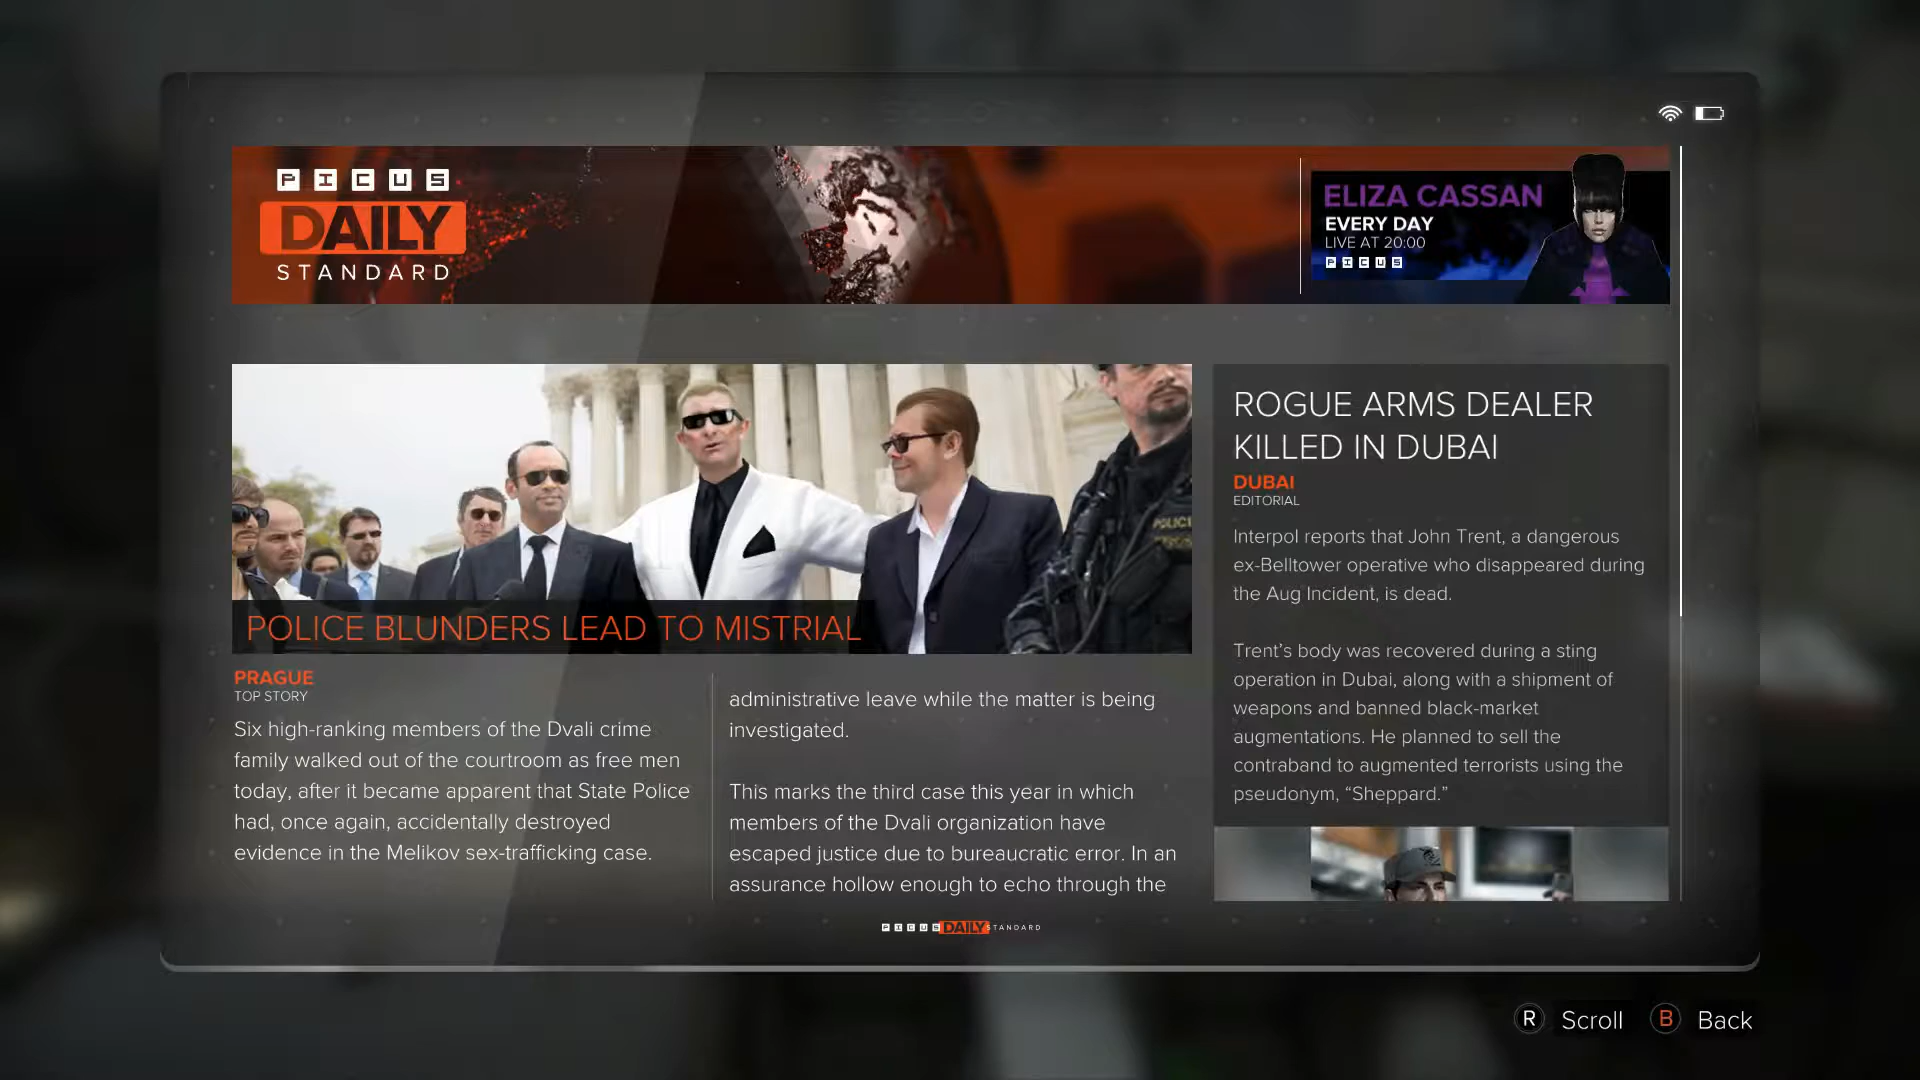 PICUS
DAILY
STANDARD
ELIZA CASSAN
EVERY DAY
LIVE AT 20:00
PICUS
POLICE
POLICE BLUNDERS LEAD TO MISTRIAL
PRAGUE
TOP STORY
Six high-ranking members of the Dvali crime
family walked out of the courtroom as free men
today, after it became apparent that State Police
had, once again, accidentally destroyed
evidence in the Melikov sex-trafficking case.
administrative leave while the matter is being
investigated.
This marks the third case this year in which
members of the Dvali organization have
escaped justice due to bureaucratic error. In an
assurance hollow enough to echo through the
ROGUE ARMS DEALER
KILLED IN DUBAI
DUBAI
EDITORIAL
Interpol reports that John Trent, a dangerous
ex-Belltower operative who disappeared during
the Aug Incident, is dead.
Trent's body was recovered during a sting
operation in Dubai, along with a shipment of
weapons and banned black-market
augmentations. He planned to sell the
contraband to augmented terrorists using the
pseudonym, “Sheppard.”
PICUS DAILY STANDARD
R Scroll B Back